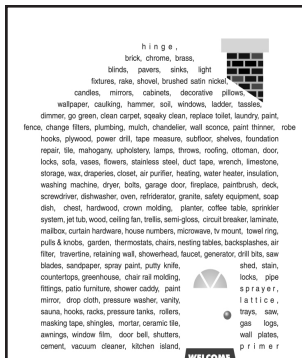 hinge,
brick, chrome, brass,
blinds, pavers, sinks, light
fixtures, rake, shovel, brushed satin nickel,
candles, mirrors, cabinets, decorative pillows,
wallpaper, caulking, hammer, soil, windows, ladder, tassles,
dimmer, go green, clean carpet, sqeaky clean, replace toilet, laundry, paint,
fence, change filters, plumbing, mulch, chandelier, wall sconce, paint thinner, robe
hooks, plywood, power drill, tape measure, subfloor, shelves, foundation
repair, tile, mahogany, upholstery, lamps, throws, roofing, ottoman, door,
locks, sofa, vases, flowers, stainless steel, duct tape, wrench, limestone,
storage, wax, draperies, closet, air purifier, heating, water heater, insulation,
washing machine, dryer, bolts, garage door, fireplace, paintbrush, deck,
screwdriver, dishwasher, oven, refriderator, granite, safety equipment, soap
dish, chest, hardwood, crown molding, planter, coffee table, sprinkler
system, jet tub, wood, ceiling fan, trellis, semi-gloss, circuit breaker, laminate,
mailbox, curtain hardware, house numbers, microwave, tv mount, towel ring,
pulls & knobs, garden, thermostats, chairs, nesting tables, backsplashes, air
filter, travertine, retaining wall, showerhead, faucet, generator, drill bits, saw
blades, sandpaper, spray paint, putty knife, shed, stain,
countertops, greenhouse, chair rail molding, locks, pipe
fittings, patio furniture, shower caddy, paint sprayer,
mirror, drop cloth, pressure washer, vanity, lattice,
sauna, hooks, racks, pressure tanks, rollers, trays, saw,
masking tape, shingles, mortar, ceramic tile, gas logs,
awnings, window film, door bell, shutters, wall plates,
cement, vacuum cleaner, kitchen island, primer
WELCOME